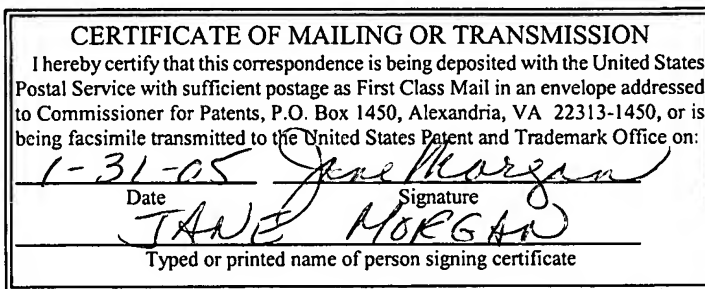 CERTIFICATE OF MAILING OR TRANSMISSION
I hereby certify that this correspondence is being deposited with the United States
Postal Service with sufficient postage as First Class Mail in an envelope addressed
to Commissioner for Patents, P.O. Box 1450, Alexandria, VA 22313-1450, or is
being facsimile transmitted to the United States Patent and Trademark Office on:
1-31-05 Jane Morgan
Date Signature
JANE MORGAN
Typed or printed name of person signing certificate